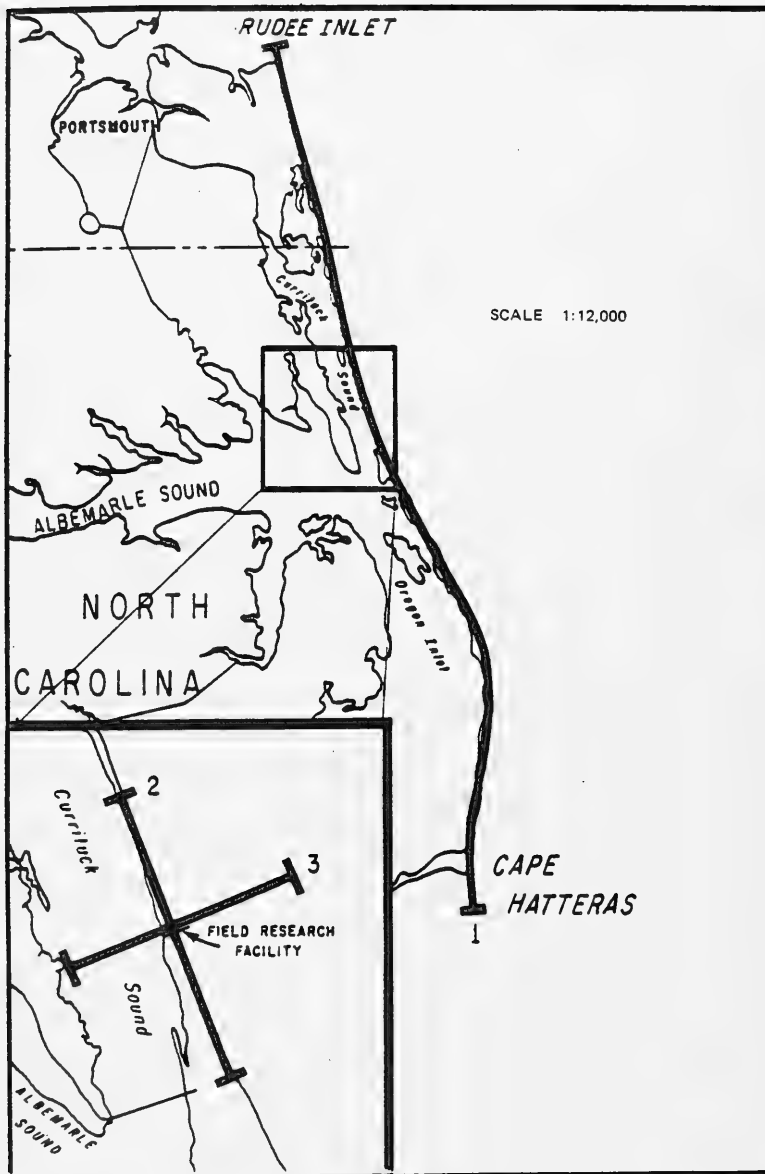 RUDEE INLET
PORTSMOUTH
Currituck
Sound
SCALE 1:12,000
ALBEMARLE SOUND
NORTH
CAROLINA
Oregon Inlet
CAPE
HATTERAS
1
2
Currituck
3
FIELD RESEARCH
FACILITY
Sound
ALBEMARLE
SOUND